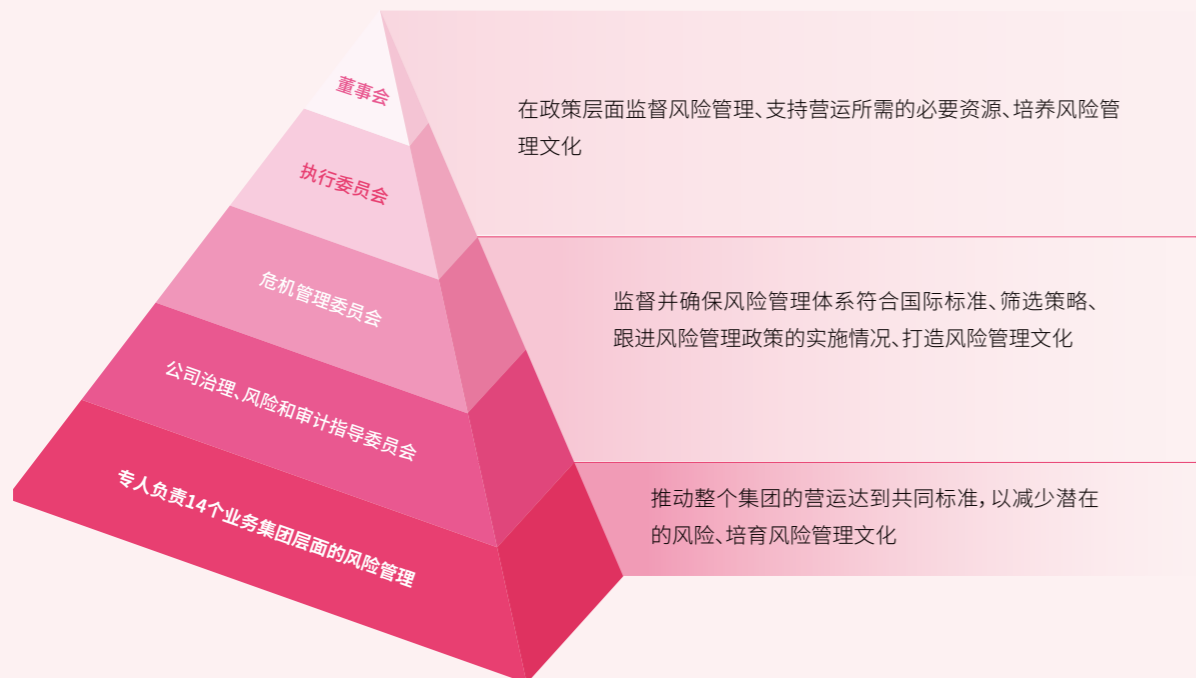 董事会
在政策层面监督风险管理、支持营运所需的必要资源、培养风险管
理文化
执行委员会
危机管理委员会
监督并确保风险管理体系符合国际标准、筛选策略、
跟进风险管理政策的实施情况、打造风险管理文化
公司治理、风险和审计指导委员会
专人负责14个业务集团层面的风险管理
推动整个集团的营运达到共同标准，以减少潜在
的风险、培育风险管理文化